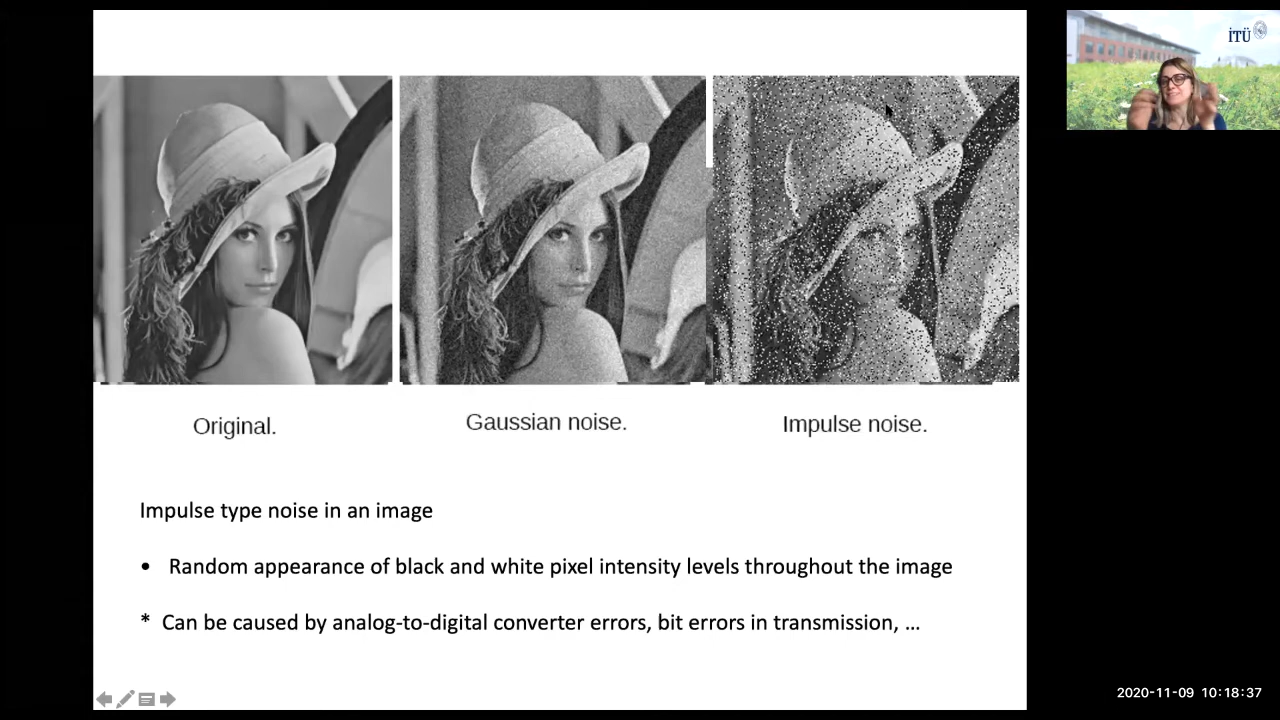 İTÜ
Original.
Gaussian noise.
Impulse noise.
Impulse type noise in an image
• Random appearance of black and white pixel intensity levels throughout the image
* Can be caused by analog-to-digital converter errors, bit errors in transmission, ...
2020-11-09 10:18:37